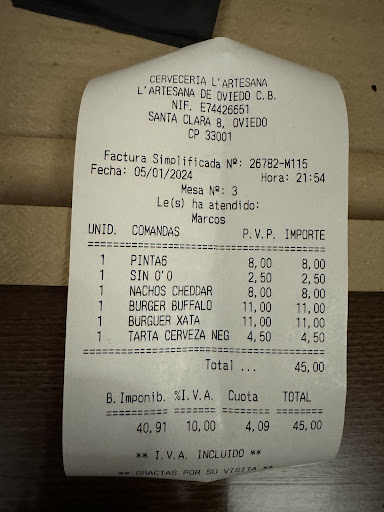 CERVECERIA L'ARTESANA
L'ARTESANA DE OVIEDO C.B.
NIF. E74426651
SANTA CLARA 8, OVIEDO
CP 33001
Factura Simplificada Nº: 26782-M115
Fecha: 05/01/2024 Hora: 21:54
Mesa Nº: 3
Le(s) ha atendido:
Marcos
UNID. COMANDAS P.V.P. IMPORTE
1 PINTA6 8,00 8,00
1 SIN 0'0 2,50 2,50
1 NACHOS CHEDDAR 8,00 8,00
1 BURGER BUFFALO 11,00 11,00
1 BURGUER XATA 11,00 11,00
1 TARTA CERVEZA NEG 4,50 4,50
Total ... 45,00
B.Imponib. %I.V.A. Cuota TOTAL
40,91 10,00 4,09 45,00
** I.V.A. INCLUIDO **
** GRACIAS POR SU VISITA **